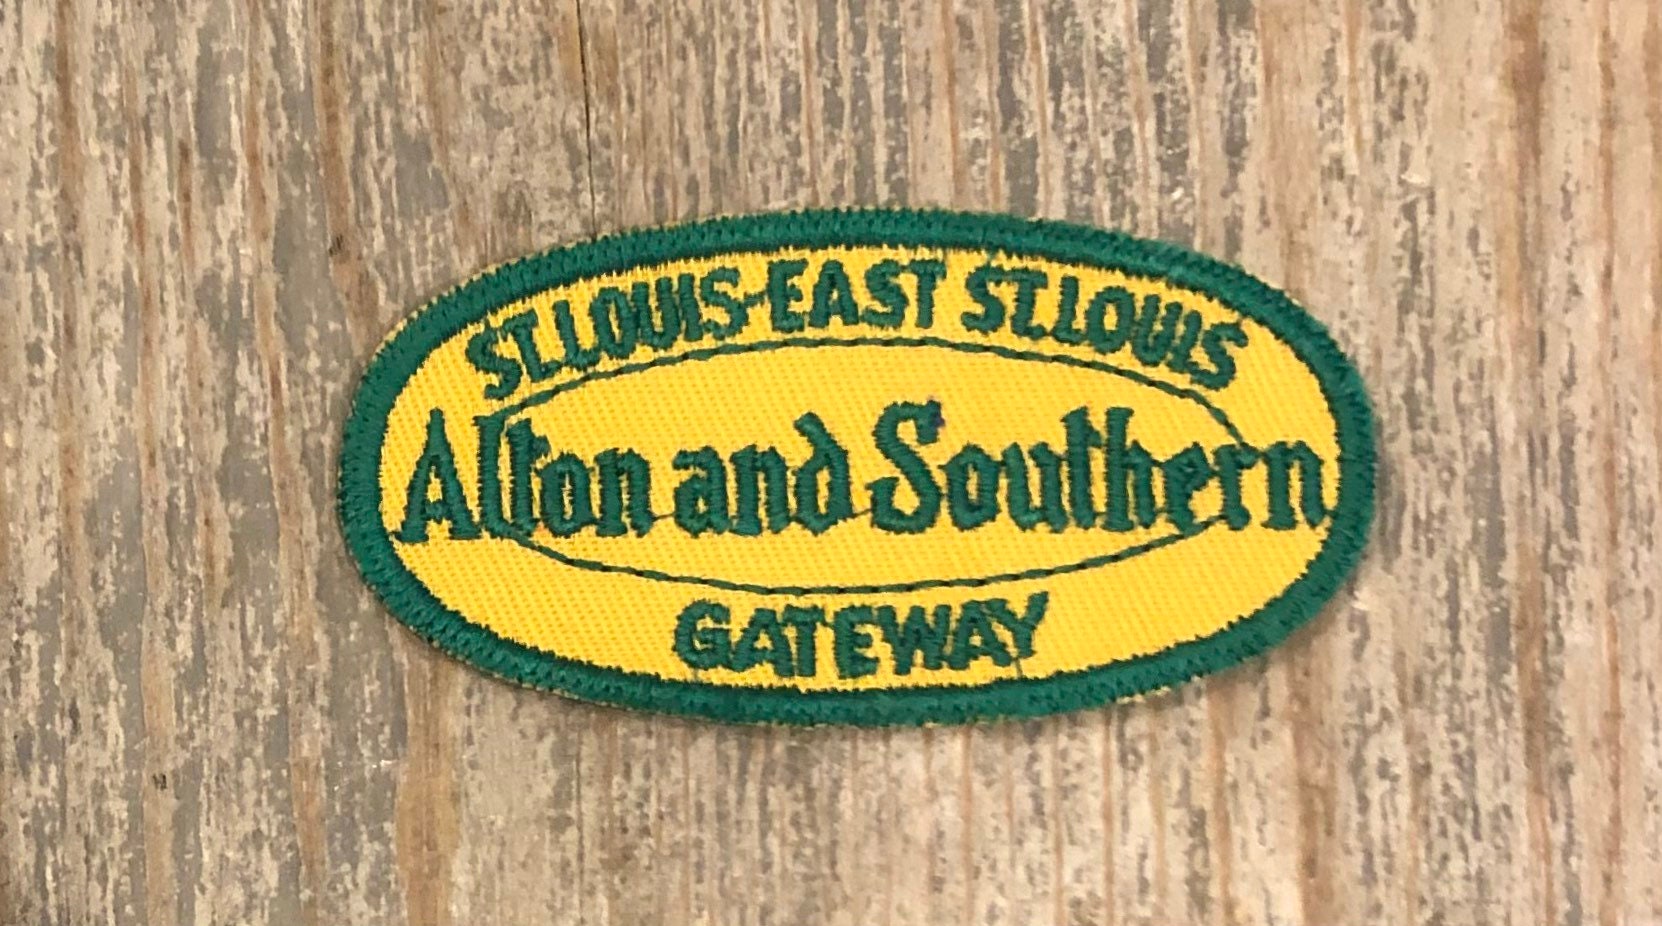 ST.LOUIS-EAST ST.LOUIS
Alton and Southern
GATEWAY